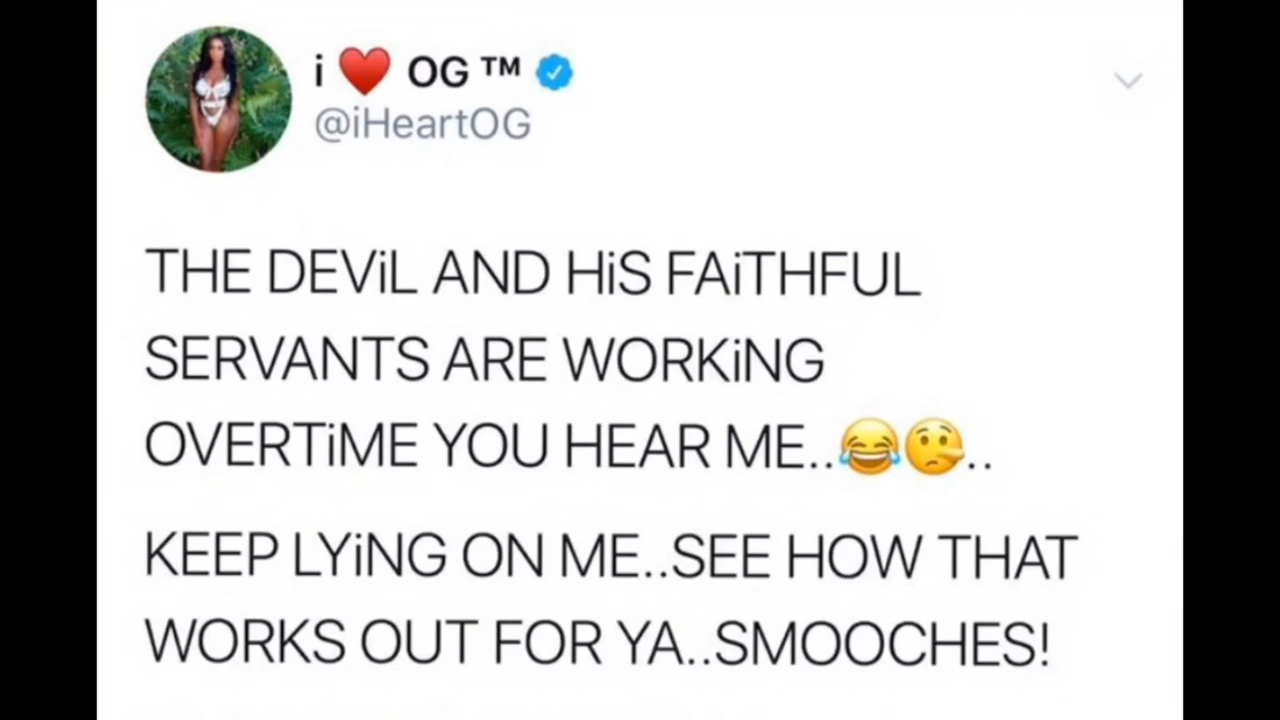 i ❤️ OG ™
@iHeartOG
THE DEViL AND HiS FAiTHFUL
SERVANTS ARE WORKiNG
OVERTiME YOU HEAR ME..😂🤥..
KEEP LYiNG ON ME..SEE HOW THAT
WORKS OUT FOR YA..SMOOCHES!